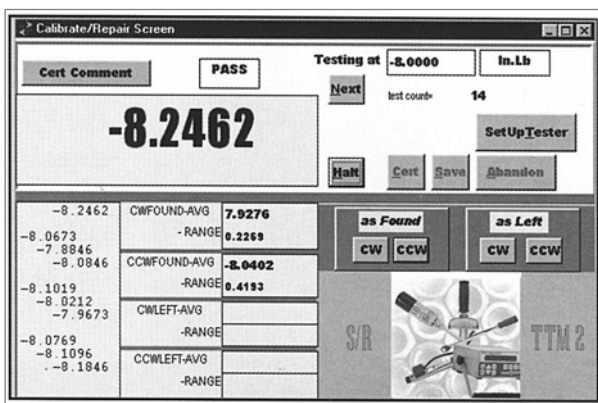 Calibrate/Repair Screen
Cert Comment
PASS
Testing at -8.0000 In.Lb
Next
test count= 14
-8.2462
SetUpTester
Halt Cert Save Abandon
-8.2462
-8.0673
-7.8846
-8.0846
-8.1019
-8.0212
-7.9673
-8.0769
-8.1096
-8.1846
CWFOUND-AVG 7.9276
-RANGE 0.2269
CCWFOUND-AVG -8.0402
-RANGE 0.4193
CWLEFT-AVG
-RANGE
CCWLEFT-AVG
-RANGE
as Found
CW CCW
as Left
CW CCW
S/R
TTM 2